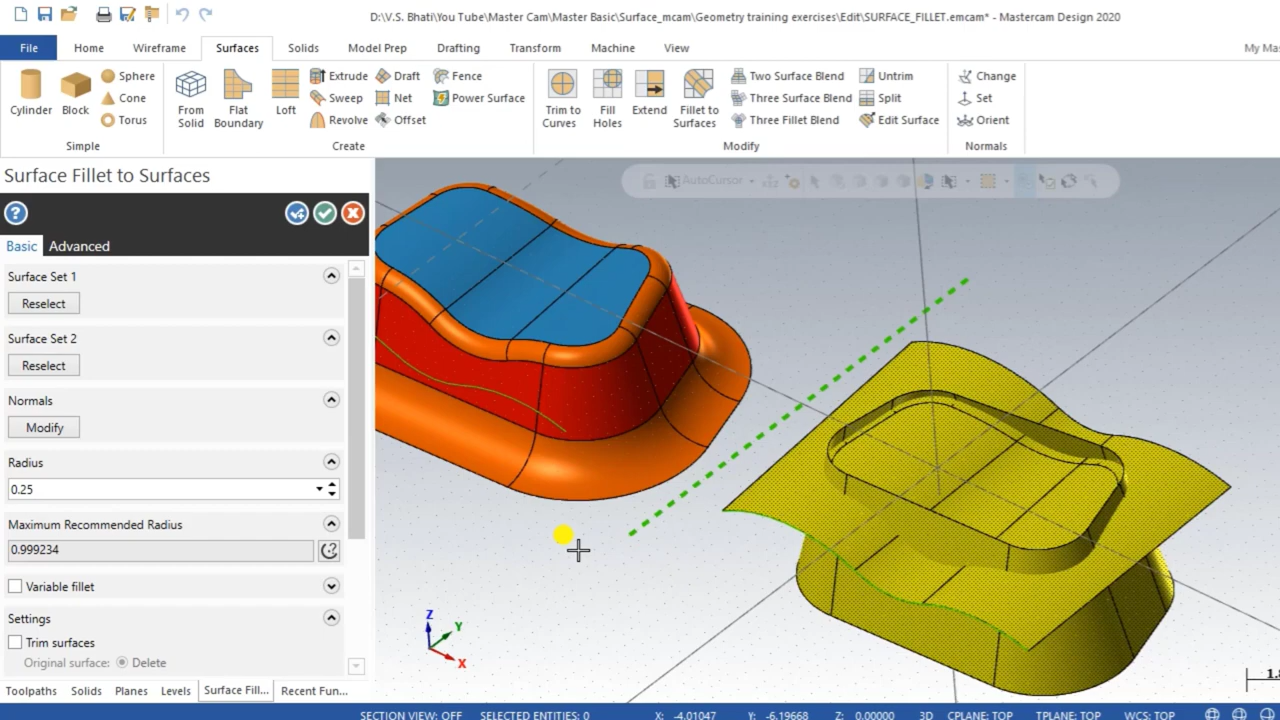 D:\V.S. Bhati\You Tube\Master Cam\Master Basic\Surface_mcam\Geometry training exercises\Edit\SURFACE_FILLET.emcam* - Mastercam Design 2020
File Home Wireframe Surfaces Solids Model Prep Drafting Transform Machine View My Ma
Cylinder Block Sphere Cone Torus
Simple
From Solid Flat Boundary Loft Extrude Sweep Revolve Draft Net Offset Fence Power Surface
Create
Trim to Curves Fill Holes Extend Fillet to Surfaces Two Surface Blend Three Surface Blend Three Fillet Blend Untrim Split Edit Surface
Modify
Change Set Orient
Normals
Surface Fillet to Surfaces
AutoCursor
Basic Advanced
Surface Set 1
Reselect
Surface Set 2
Reselect
Normals
Modify
Radius
0.25
Maximum Recommended Radius
0.999234
Variable fillet
Settings
Trim surfaces
Original surface: Delete
Z
Y
X
1.8
Toolpaths Solids Planes Levels Surface Fill... Recent Fun...
SECTION VIEW: OFF SELECTED ENTITIES: 0 X: -4.01047 Y: -6.19668 Z: 0.00000 3D CPLANE: TOP TPLANE: TOP WCS: TOP